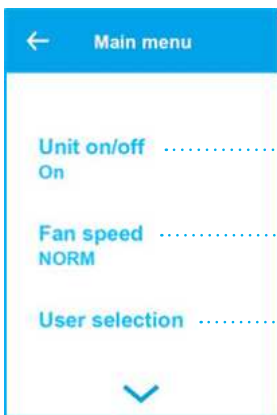 Main menu
Unit on/off
On
Fan speed
NORM
User selection